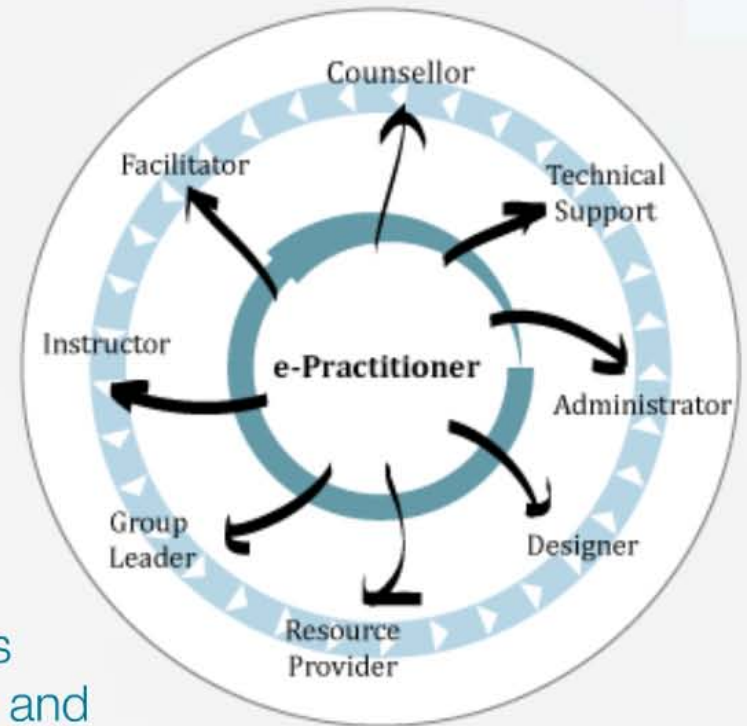 Counsellor
Facilitator
Technical
Support
Instructor
e-Practitioner
Administrator
Group
Leader
Designer
Resource
Provider
s
and